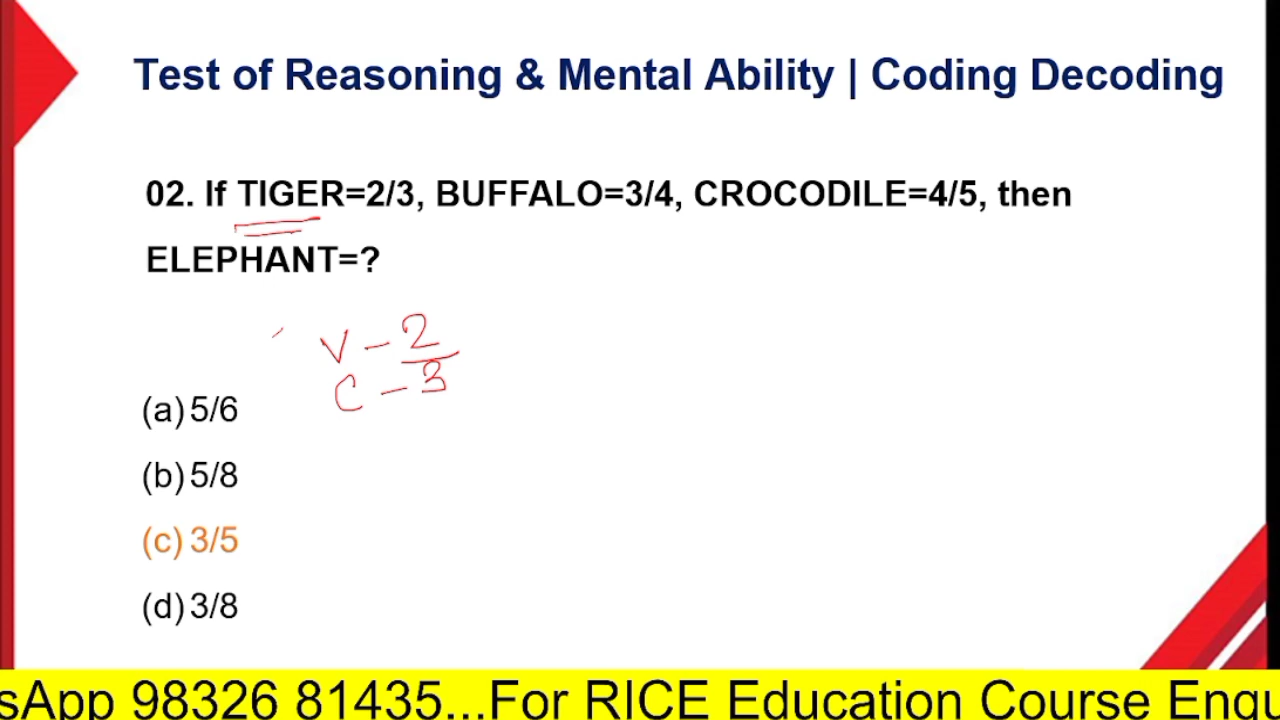 Test of Reasoning & Mental Ability | Coding Decoding
02. If TIGER=2/3, BUFFALO=3/4, CROCODILE=4/5, then
ELEPHANT=?
V - 2
C - 3
(a) 5/6
(b) 5/8
(c) 3/5
(d) 3/8
sApp 98326 81435...For RICE Education Course Enqu